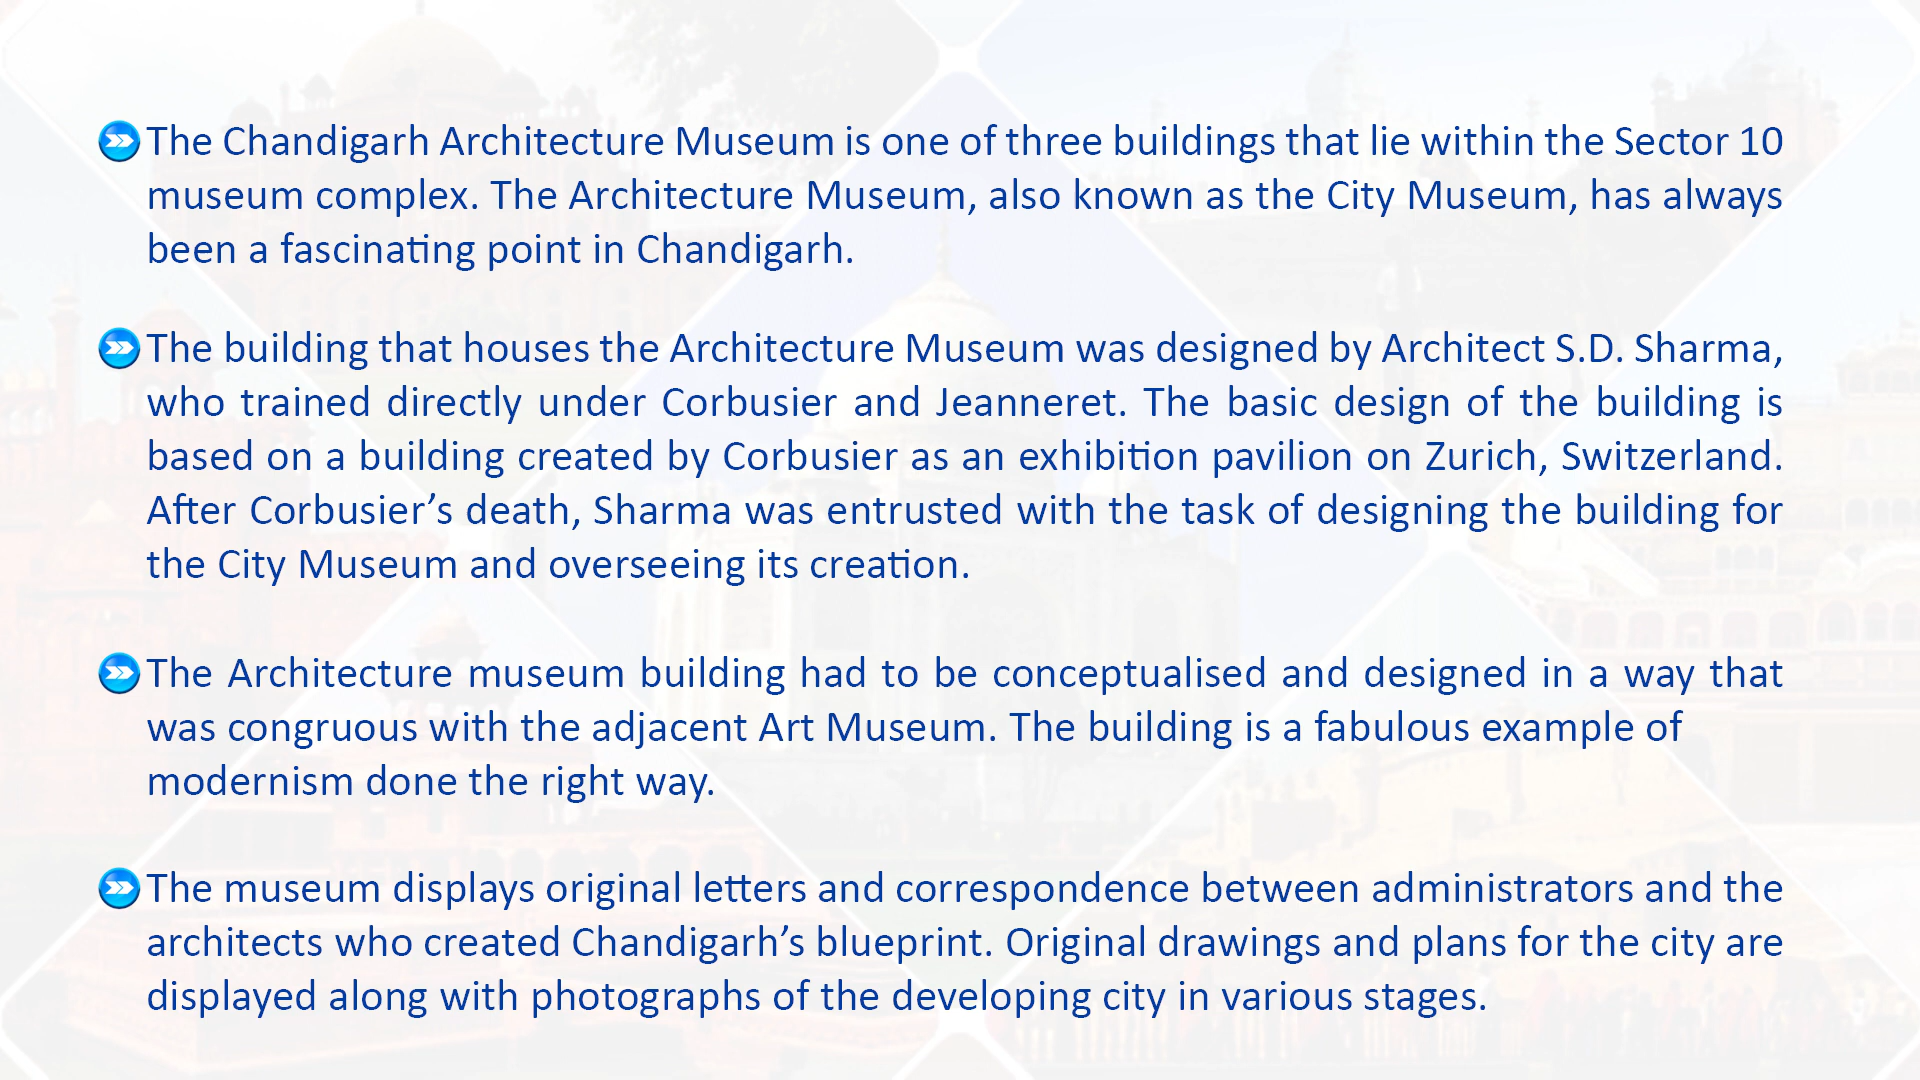 The Chandigarh Architecture Museum is one of three buildings that lie within the Sector 10
museum complex. The Architecture Museum, also known as the City Museum, has always
been a fascinating point in Chandigarh.
The building that houses the Architecture Museum was designed by Architect S.D. Sharma,
who trained directly under Corbusier and Jeanneret. The basic design of the building is
based on a building created by Corbusier as an exhibition pavilion on Zurich, Switzerland.
After Corbusier’s death, Sharma was entrusted with the task of designing the building for
the City Museum and overseeing its creation.
The Architecture museum building had to be conceptualised and designed in a way that
was congruous with the adjacent Art Museum. The building is a fabulous example of
modernism done the right way.
The museum displays original letters and correspondence between administrators and the
architects who created Chandigarh’s blueprint. Original drawings and plans for the city are
displayed along with photographs of the developing city in various stages.